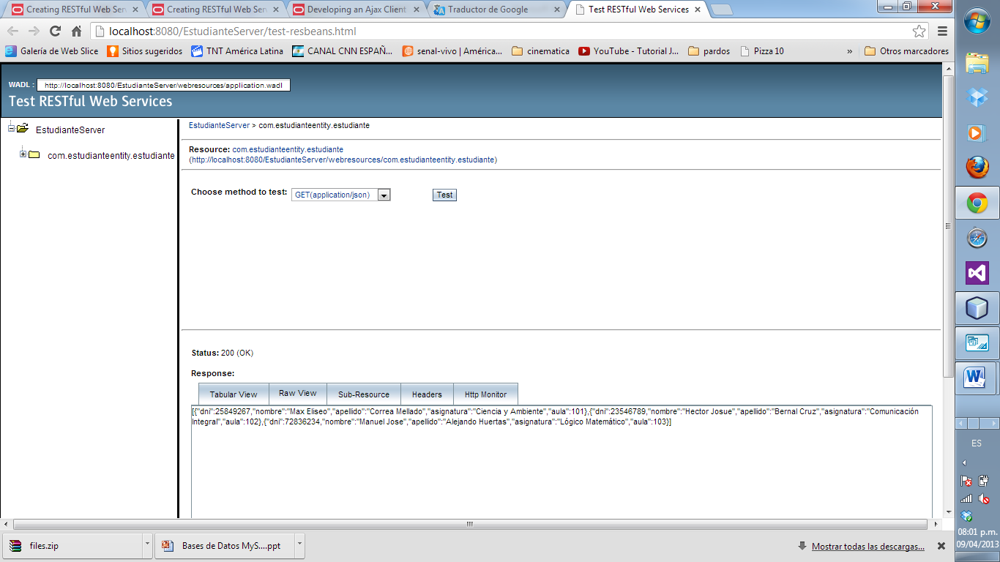 Creating RESTful Web Serv
Creating RESTful Web Serv
Developing an Ajax Client
Traductor de Google
Test RESTful Web Services
localhost:8080/EstudianteServer/test-resbeans.html
Galería de Web Slice
Sitios sugeridos
TNT América Latina
CANAL CNN ESPAÑ...
senal-vivo | América...
cinematica
YouTube - Tutorial J...
pardos
Pizza 10
»
Otros marcadores
WADL : http://localhost:8080/EstudianteServer/webresources/application.wadl
Test RESTful Web Services
EstudianteServer
com.estudianteentity.estudiante
EstudianteServer > com.estudianteentity.estudiante
Resource: com.estudianteentity.estudiante
(http://localhost:8080/EstudianteServer/webresources/com.estudianteentity.estudiante)
Choose method to test: GET(application/json) Test
Status: 200 (OK)
Response:
Tabular View Raw View Sub-Resource Headers Http Monitor
[{"dni":25849267,"nombre":"Max Eliseo","apellido":"Correa Mellado","asignatura":"Ciencia y Ambiente","aula":101},{"dni":23546789,"nombre":"Hector Josue","apellido":"Bernal Cruz","asignatura":"Comunicación
Integral","aula":102},{"dni":72836234,"nombre":"Manuel Jose","apellido":"Alejando Huertas","asignatura":"Lógico Matemático","aula":103}]
files.zip
Bases de Datos MyS....ppt
Mostrar todas las descargas...
ES
08:01 p.m.
09/04/2013